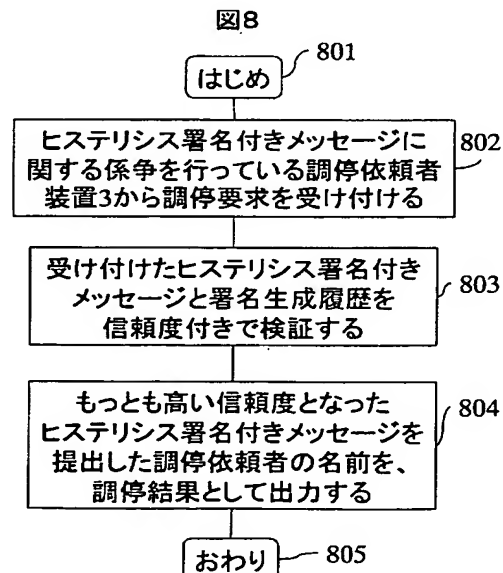 図8
はじめ
801
ヒステリシス署名付きメッセージに
関する係争を行っている調停依頼者
装置3から調停要求を受け付ける
802
受け付けたヒステリシス署名付き
メッセージと署名生成履歴を
信頼度付きで検証する
803
もっとも高い信頼度となった
ヒステリシス署名付きメッセージを
提出した調停依頼者の名前を、
調停結果として出力する
804
おわり
805